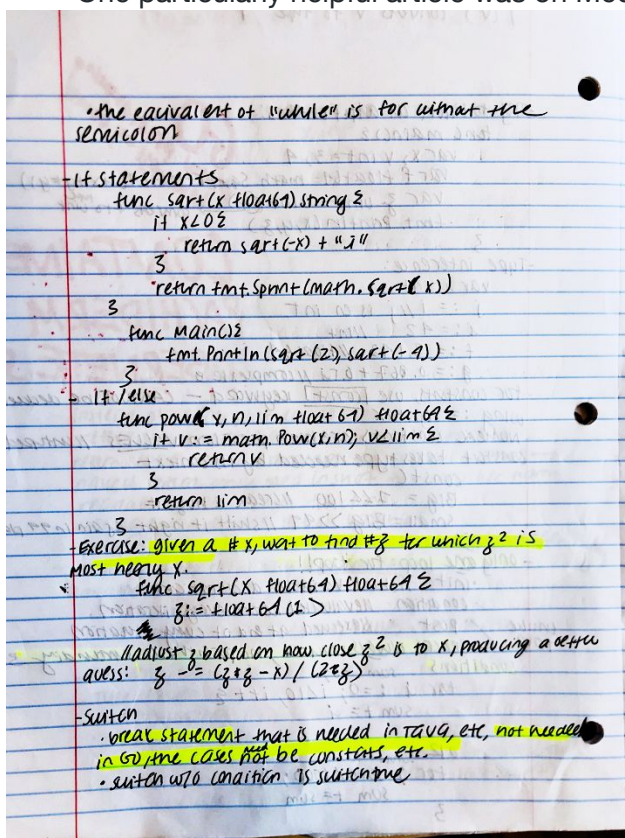 One particularly helpful article was on
• the equivalent of "while" is for without the
semicolon
- If statements
func sqrt(x float64) string {
if x<0 {
return sqrt(-x) + "i"
}
return fmt.Sprint(math.Sqrt(x))
}
func main() {
fmt.Println(sqrt(2), sqrt(-4))
}
- If/else
func pow(x, n, lim float64) float64 {
if v := math.Pow(x,n); v<lim {
return v
}
return lim
}
- Exercise: given a # x, wat to find # z for which z² is
most nearly x.
func sqrt(x float64) float64 {
z := float64(1)
//adjust z based on how close z² is to x, producing a better
guess: z -= (z*z - x) / (2*z)
- switch
• break statement that is needed in Java, etc, not needed
in GO, the cases not be constats, etc.
• switch w/o condition is switch true